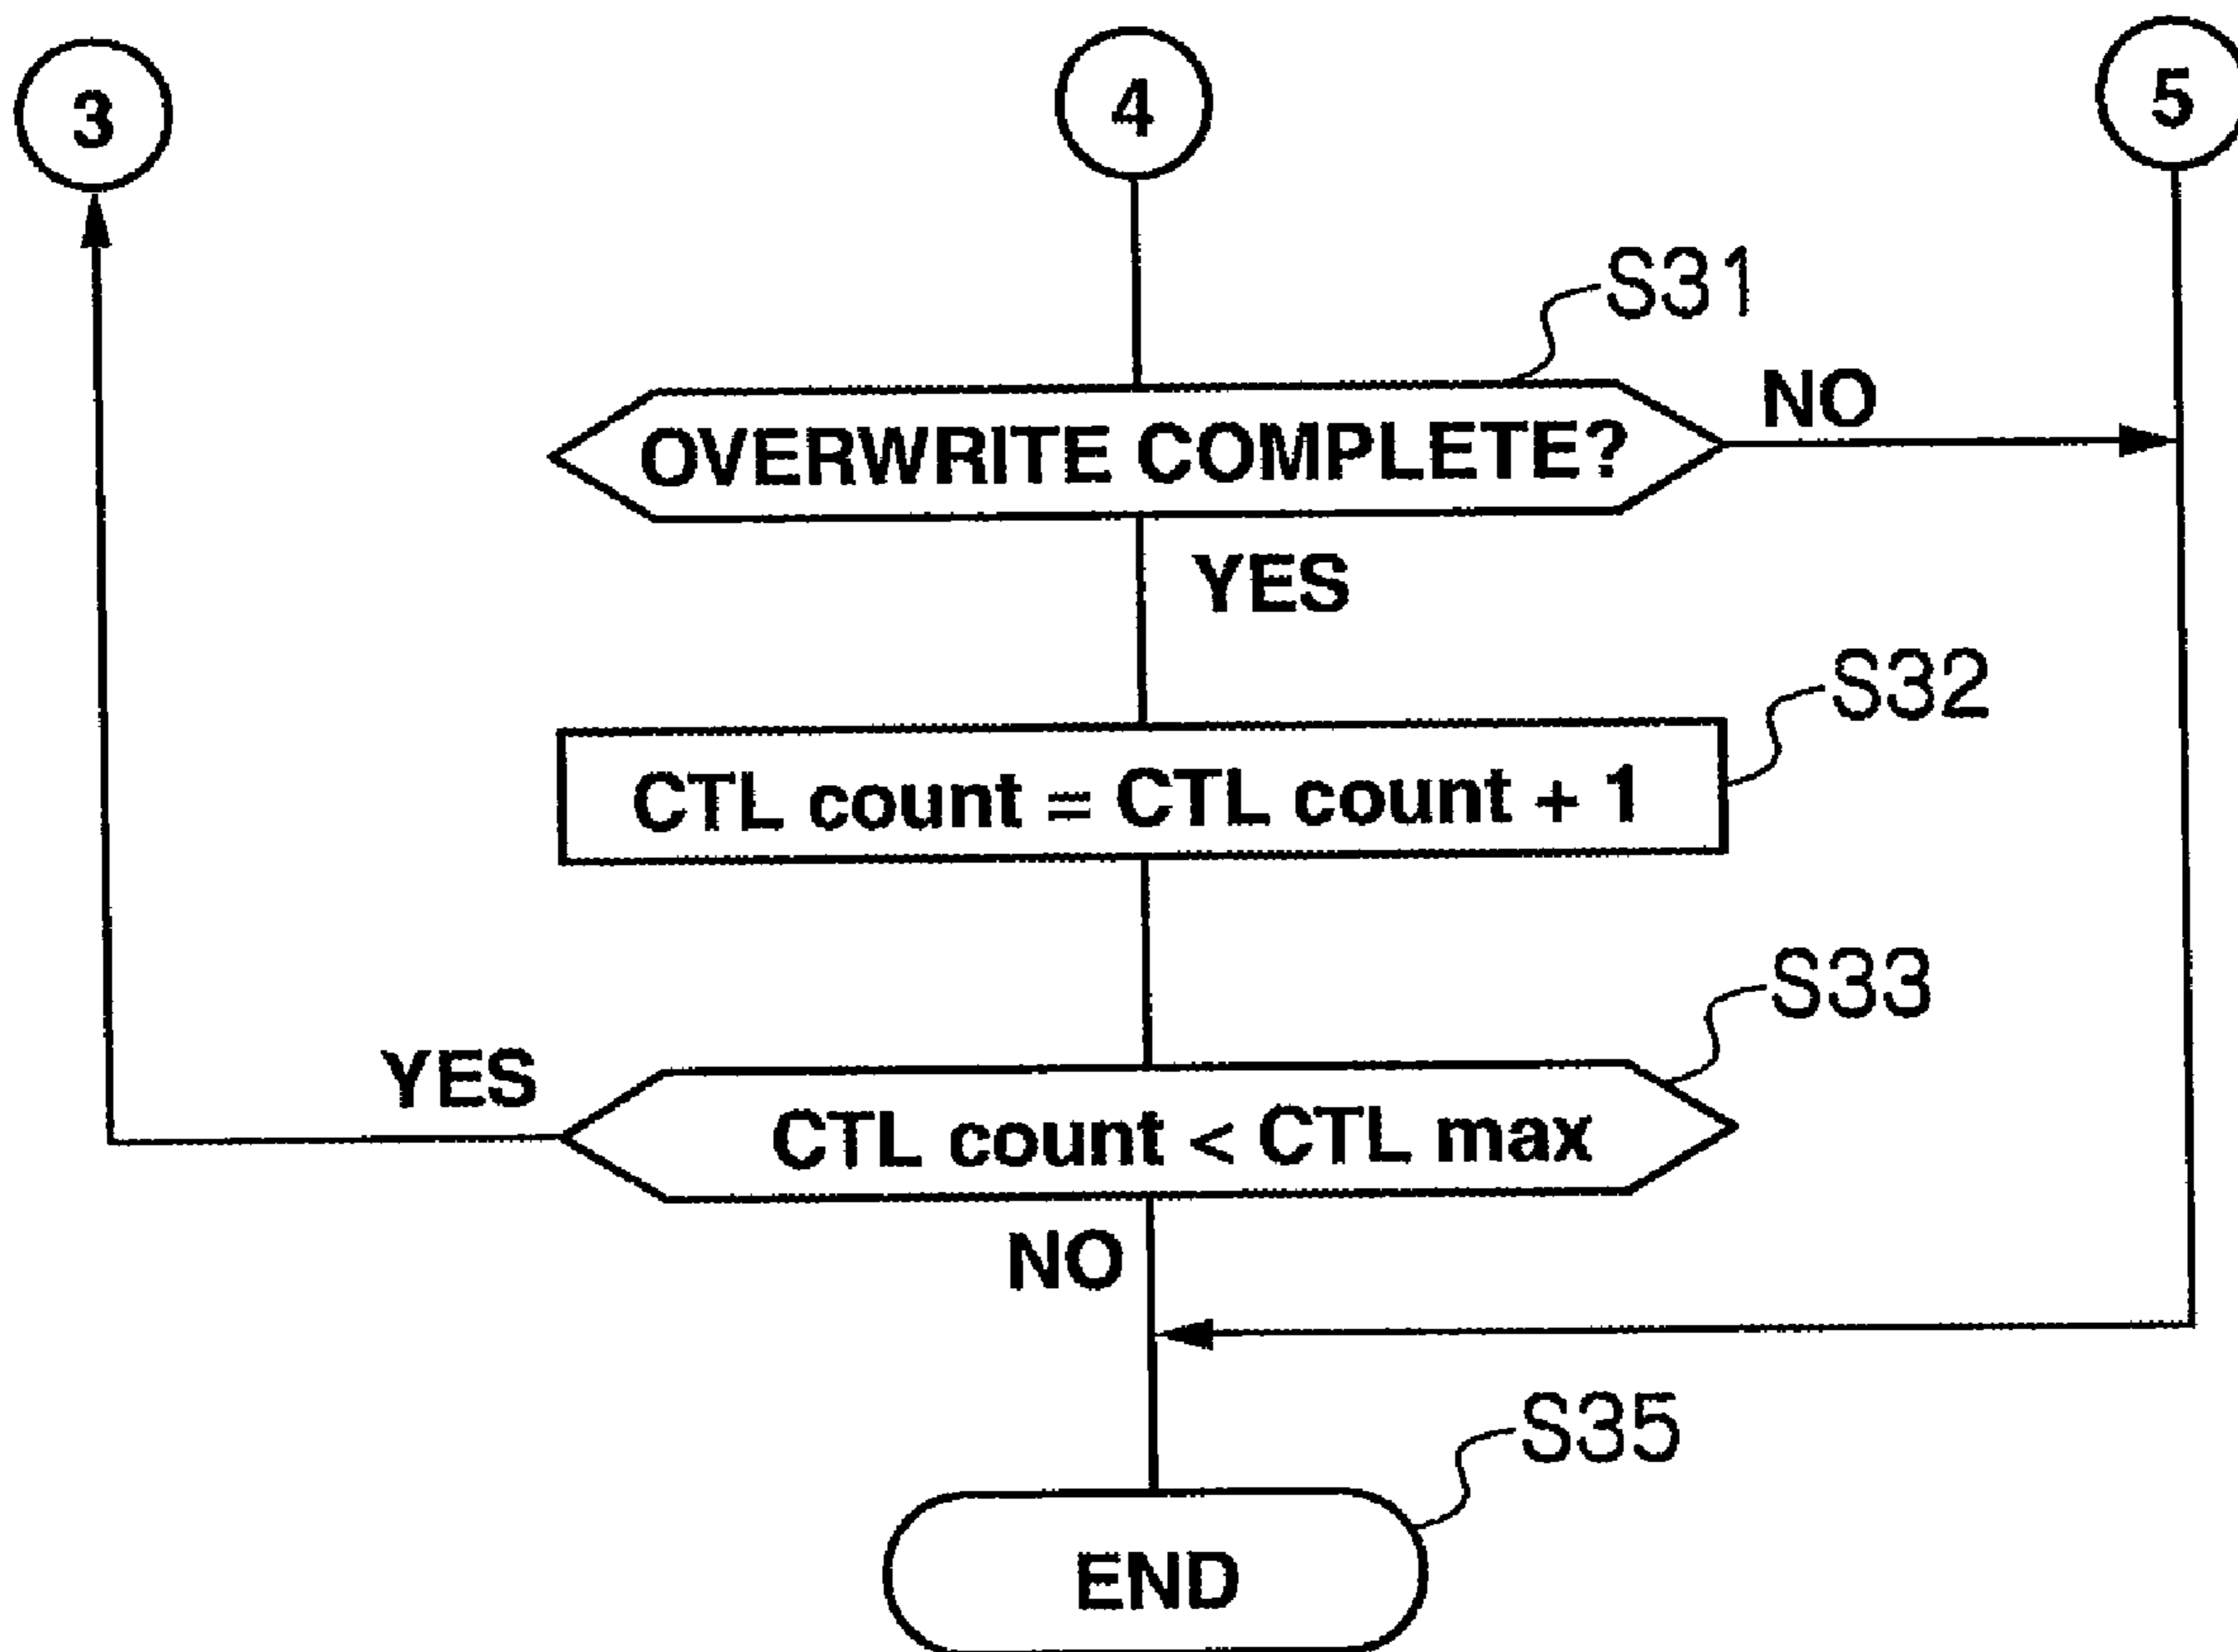 3
4
5
S31
OVERWRITE COMPLETE?
NO
YES
S32
CTL count = CTL count + 1
S33
YES
CTL count < CTL max
NO
S35
END